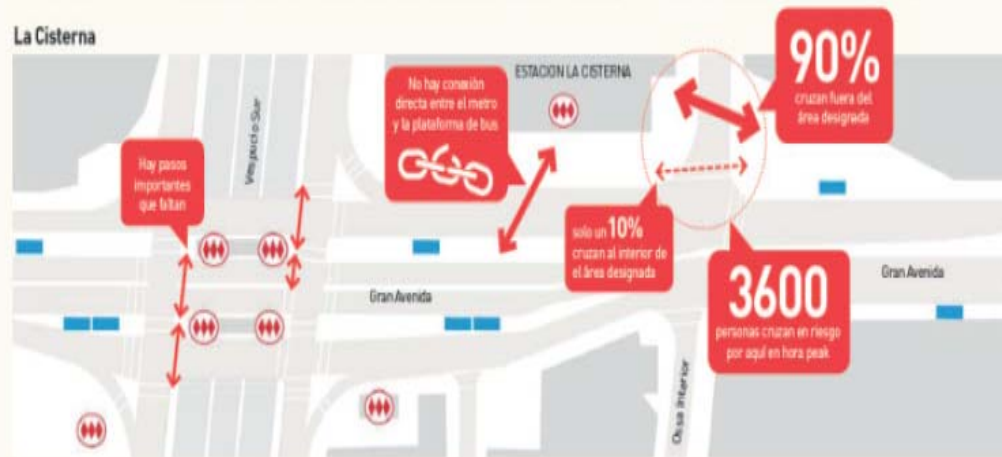 La Cisterna
ESTACION LA CISTERNA
90%
cruzan fuera del
área designada
No hay conexión
directa entre el metro
y la plataforma de bus
Vespucio Sur
Hay pasos
importantes
que faltan
solo un 10%
cruzan al interior de
el área designada
Gran Avenida
Gran Avenida
3600
personas cruzan en riesgo
por aquí en hora peak
Ossa Interior